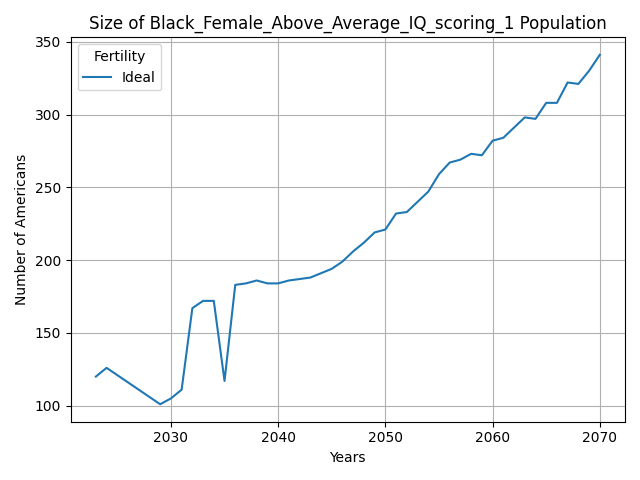 Size of Black_Female_Above_Average_IQ_scoring_1 Population
Fertility
Ideal
350
300
250
200
150
100
Number of Americans
2030 2040 2050 2060 2070
Years